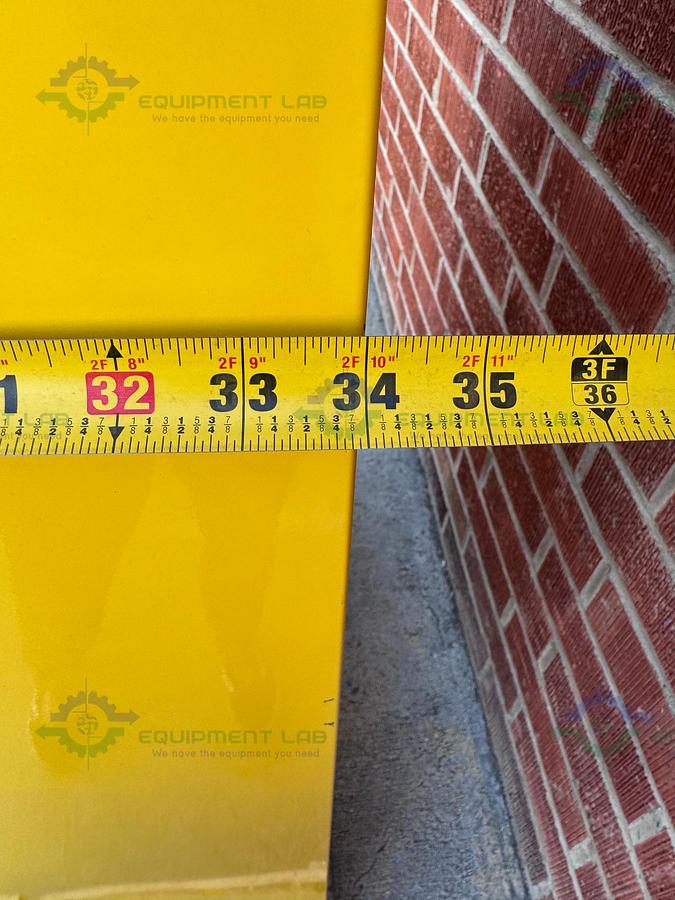 EQUIPMENT LAB
We have the equipment you need
2F 8" 2F 9" 2F 10" 2F 11" 3F
1 32 33 34 35 36
EQUIPMENT LAB
We have the equipment you need